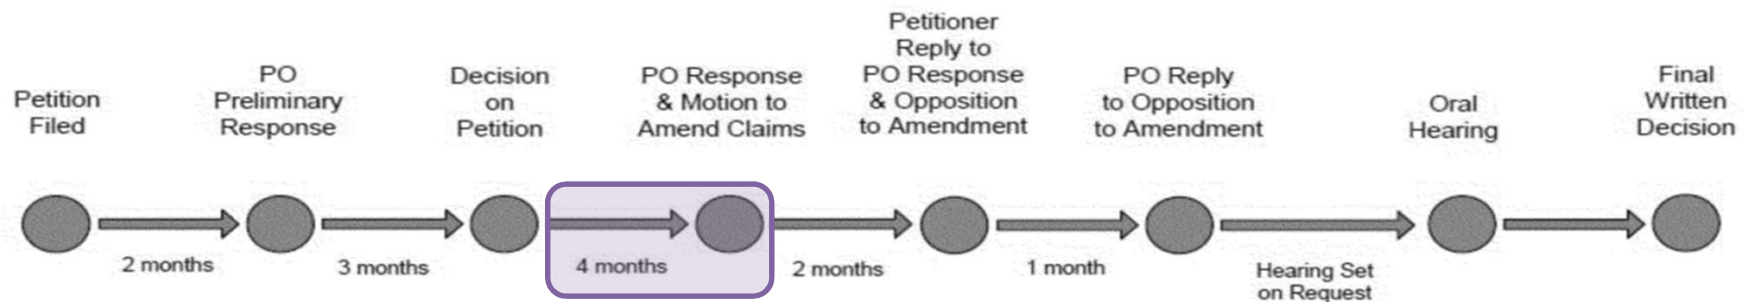 Petition
Filed
PO
Preliminary
Response
Decision
on
Petition
PO Response
& Motion to
Amend Claims
Petitioner
Reply to
PO Response
& Opposition
to Amendment
PO Reply
to Opposition
to Amendment
Oral
Hearing
Final
Written
Decision
2 months
3 months
4 months
2 months
1 month
Hearing Set
on Request